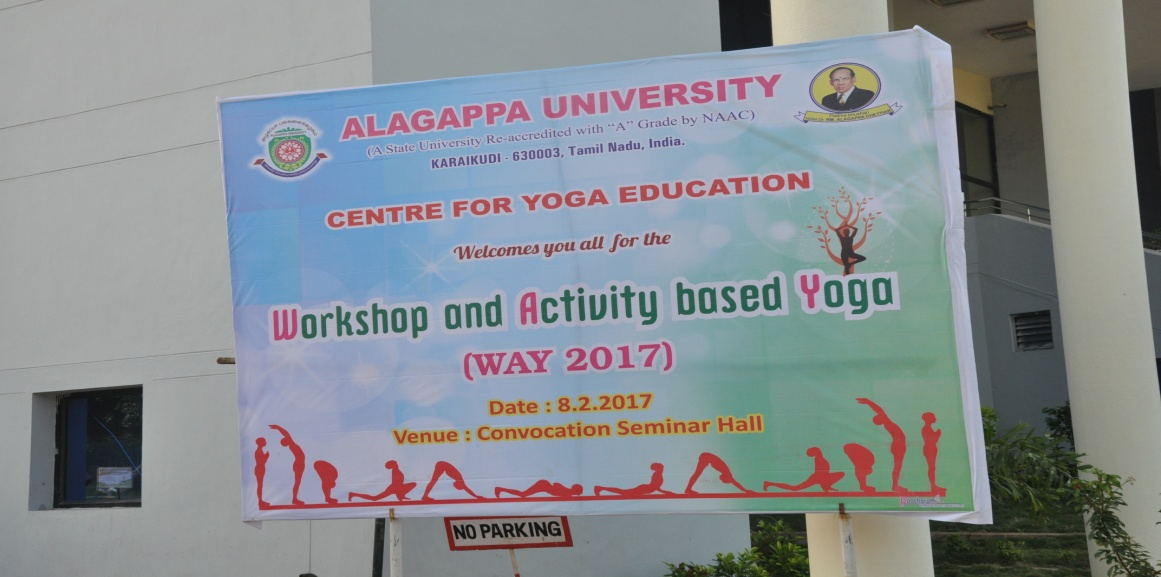 ALAGAPPA UNIVERSITY
(A State University Re-accredited with “A” Grade by NAAC)
KARAIKUDI - 630003, Tamil Nadu, India.
CENTRE FOR YOGA EDUCATION
Welcomes you all for the
Workshop and Activity based Yoga
(WAY 2017)
Date : 8.2.2017
Venue : Convocation Seminar Hall
NO PARKING